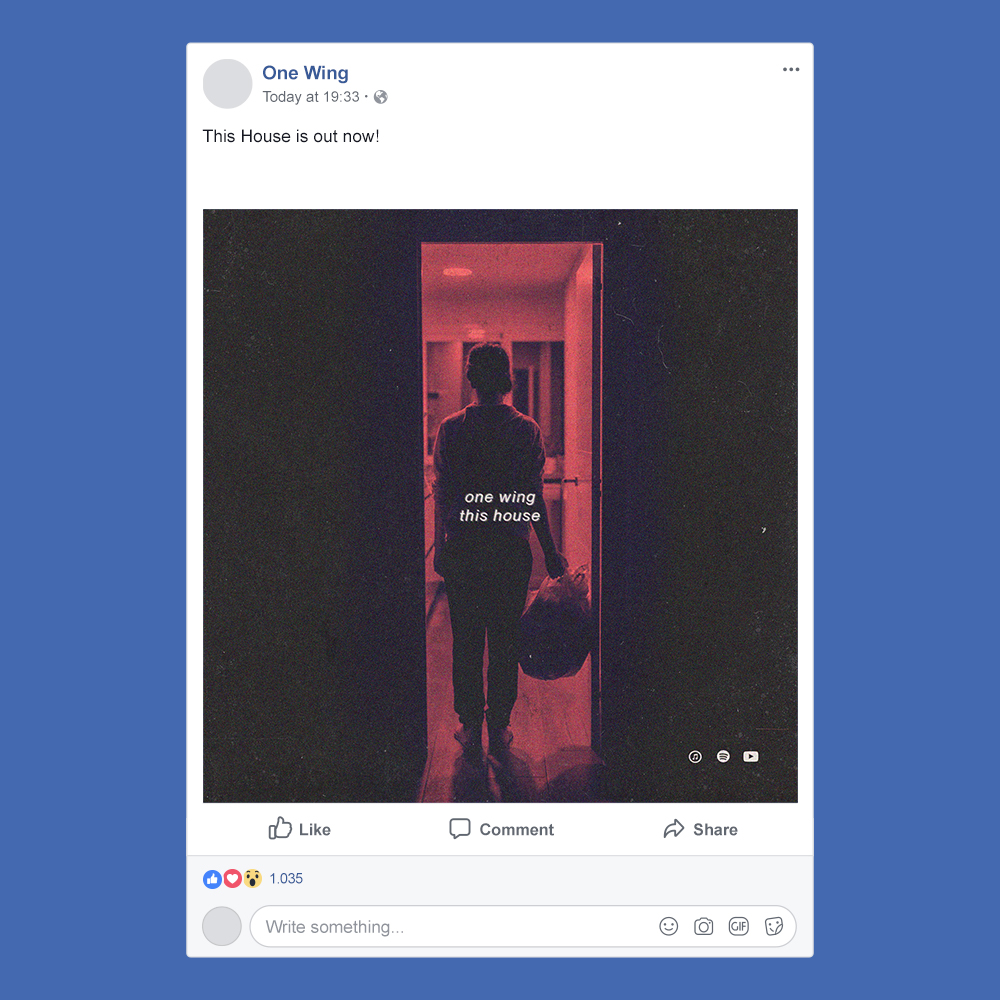 One Wing
Today at 19:33 ·
This House is out now!
one wing
this house
Like Comment Share
1.035
Write something... GIF